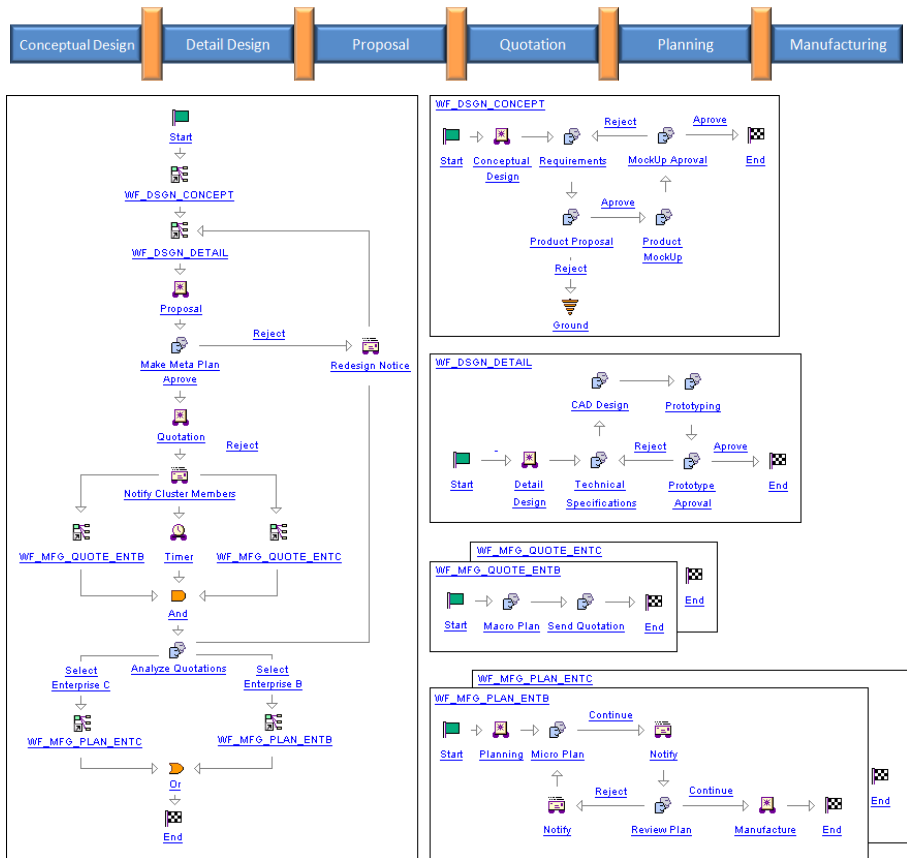 Conceptual Design
Detail Design
Proposal
Quotation
Planning
Manufacturing
Start
WF_DSGN_CONCEPT
WF_DSGN_DETAIL
Proposal
Reject
Make Meta Plan
Redesign Notice
Aprove
Quotation
Reject
Notify Cluster Members
WF_MFG_QUOTE_ENTB
Timer
WF_MFG_QUOTE_ENTC
And
Analyze Quotations
Select
Enterprise C
Select
Enterprise B
WF_MFG_PLAN_ENTC
WF_MFG_PLAN_ENTB
Or
End
WF_DSGN_CONCEPT
Reject
Aprove
Start
Conceptual
Design
Requirements
MockUp Aproval
End
Aprove
Product Proposal
Product
MockUp
Reject
Ground
WF_DSGN_DETAIL
CAD Design
Prototyping
Reject
Aprove
Start
Detail
Design
Technical
Specifications
Prototype
Aproval
End
WF_MFG_QUOTE_ENTC
WF_MFG_QUOTE_ENTB
End
Start
Macro Plan
Send Quotation
End
WF_MFG_PLAN_ENTC
WF_MFG_PLAN_ENTB
Continue
Start
Planning
Micro Plan
Notify
Reject
Continue
End
Notify
Review Plan
Manufacture
End